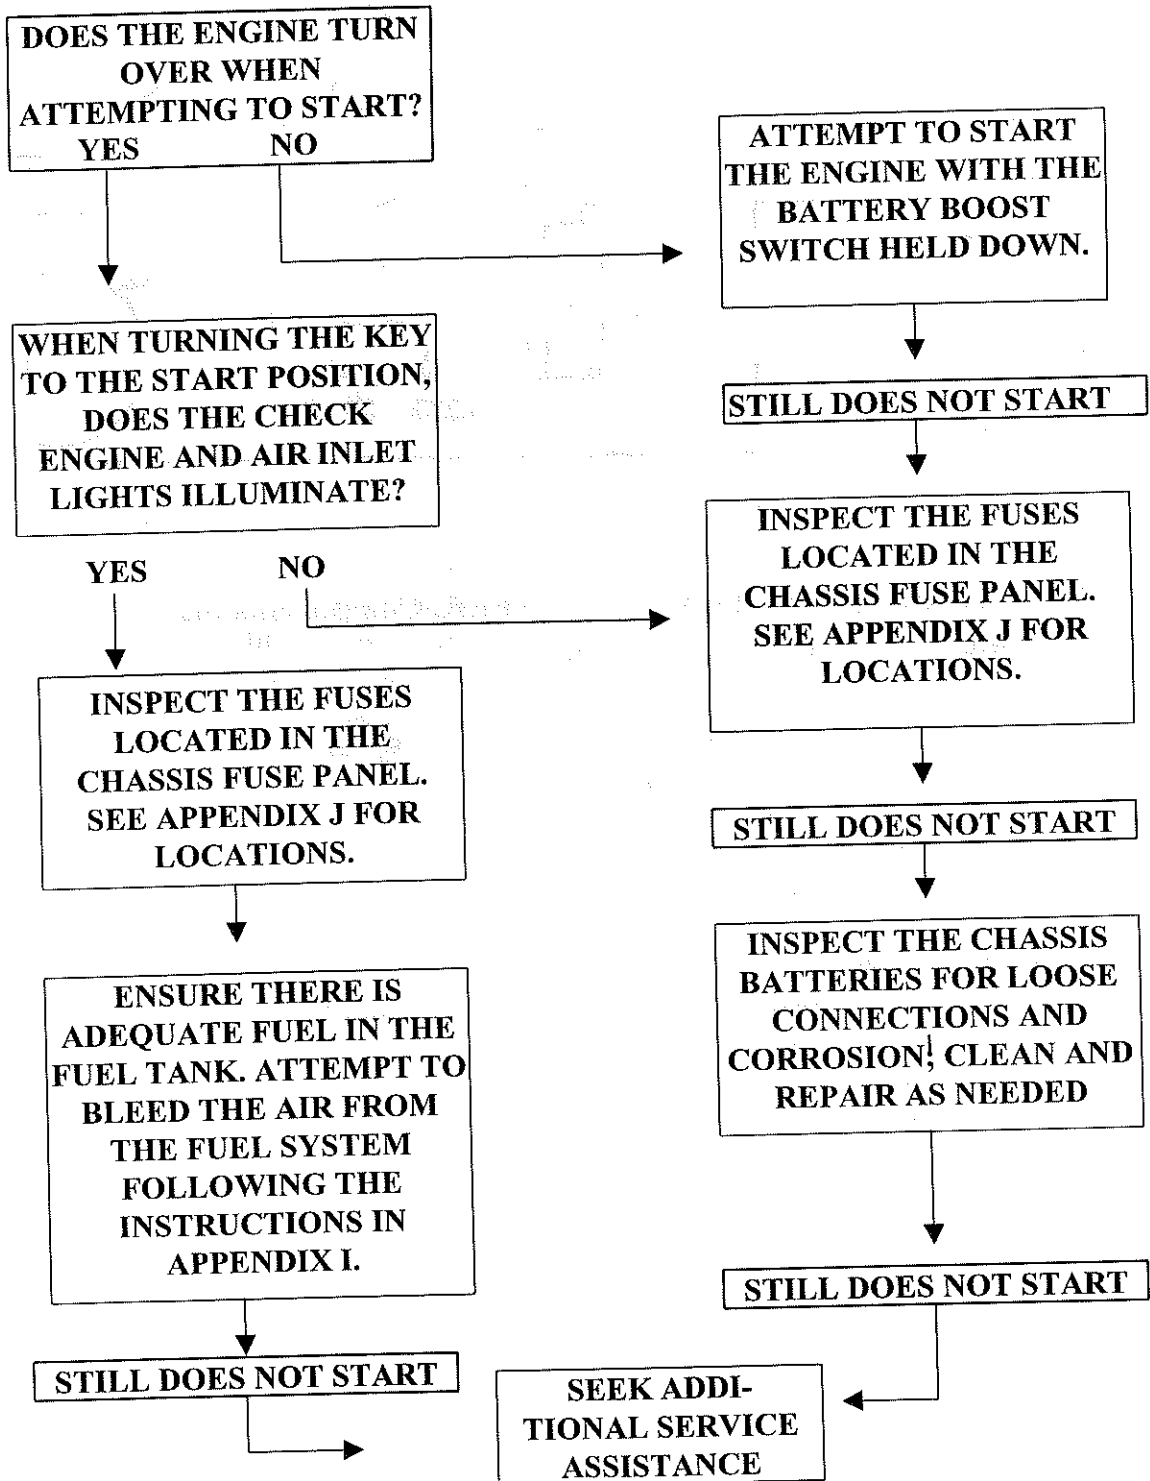 DOES THE ENGINE TURN
OVER WHEN
ATTEMPTING TO START?
YES NO
ATTEMPT TO START
THE ENGINE WITH THE
BATTERY BOOST
SWITCH HELD DOWN.
WHEN TURNING THE KEY
TO THE START POSITION,
DOES THE CHECK
ENGINE AND AIR INLET
LIGHTS ILLUMINATE?
STILL DOES NOT START
YES NO
INSPECT THE FUSES
LOCATED IN THE
CHASSIS FUSE PANEL.
SEE APPENDIX J FOR
LOCATIONS.
INSPECT THE FUSES
LOCATED IN THE
CHASSIS FUSE PANEL.
SEE APPENDIX J FOR
LOCATIONS.
STILL DOES NOT START
INSPECT THE CHASSIS
BATTERIES FOR LOOSE
CONNECTIONS AND
CORROSION; CLEAN AND
REPAIR AS NEEDED
ENSURE THERE IS
ADEQUATE FUEL IN THE
FUEL TANK. ATTEMPT TO
BLEED THE AIR FROM
THE FUEL SYSTEM
FOLLOWING THE
INSTRUCTIONS IN
APPENDIX I.
STILL DOES NOT START
STILL DOES NOT START
SEEK ADDI-
TIONAL SERVICE
ASSISTANCE